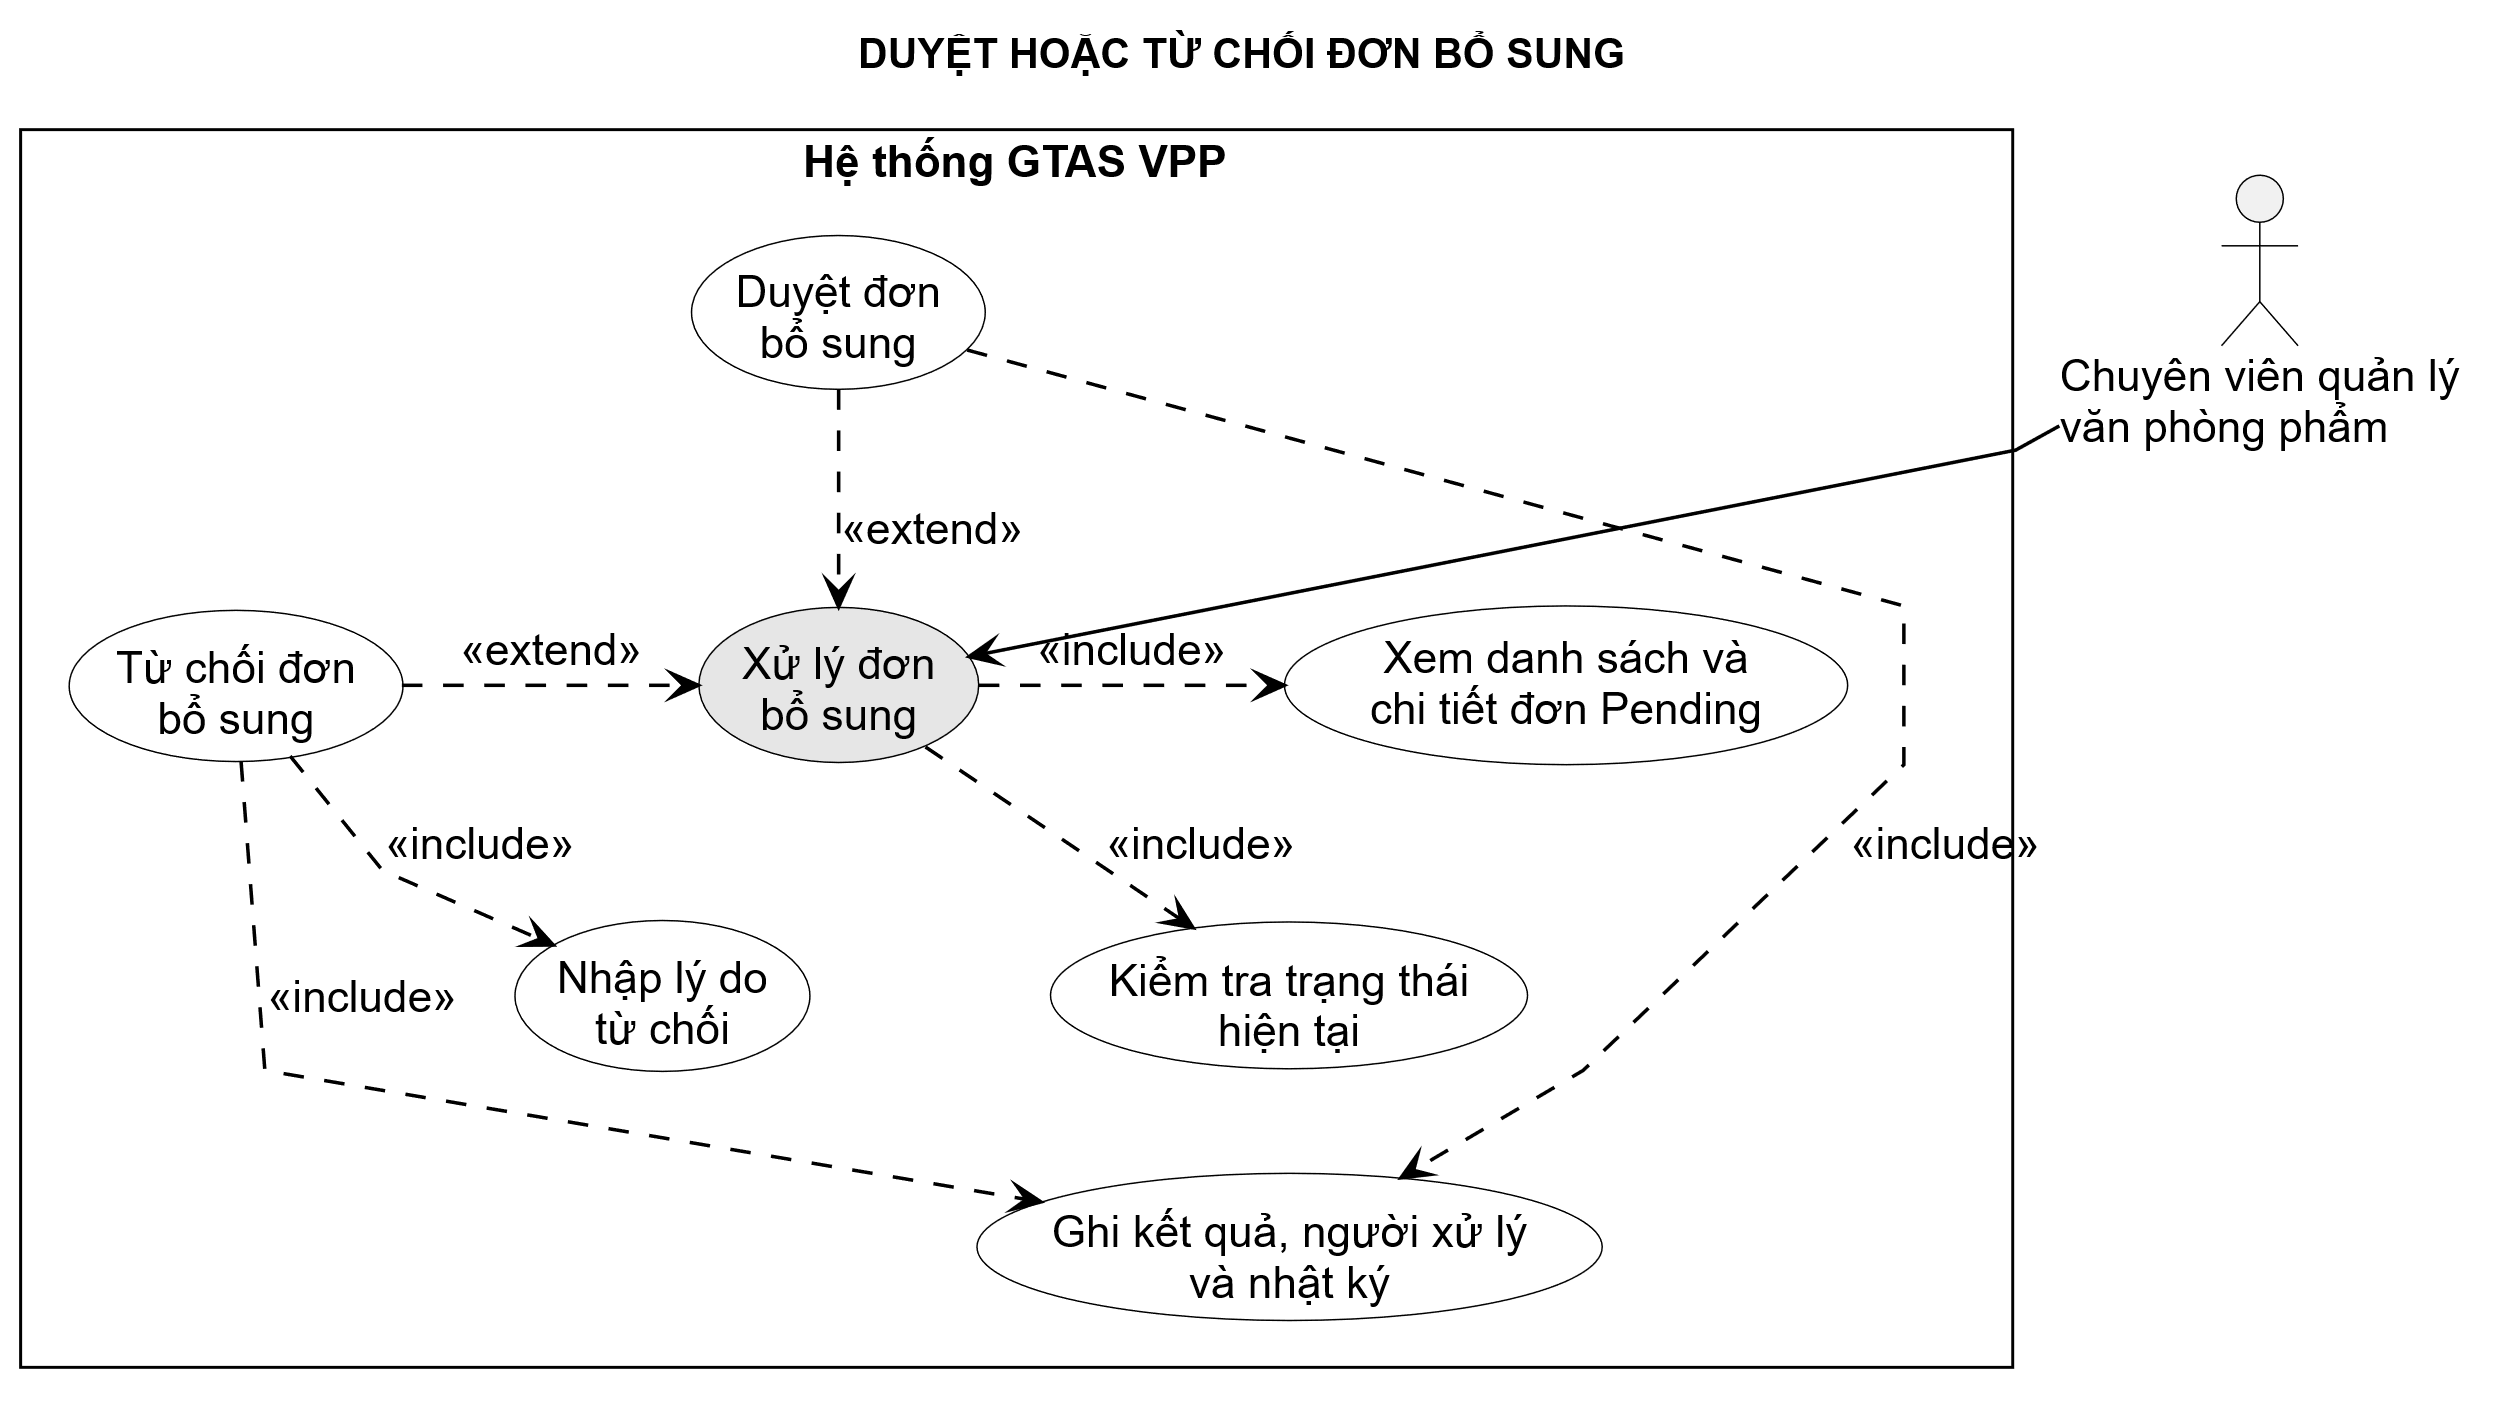 DUYỆT HOẶC TỪ CHỐI ĐƠN BỔ SUNG
Hệ thống GTAS VPP
Duyệt đơn
bổ sung
Chuyên viên quản lý
văn phòng phẩm
«extend»
Từ chối đơn
bổ sung
«extend»
Xử lý đơn
bổ sung
«include»
Xem danh sách và
chi tiết đơn Pending
«include»
«include»
«include»
Nhập lý do
từ chối
Kiểm tra trạng thái
hiện tại
«include»
Ghi kết quả, người xử lý
và nhật ký